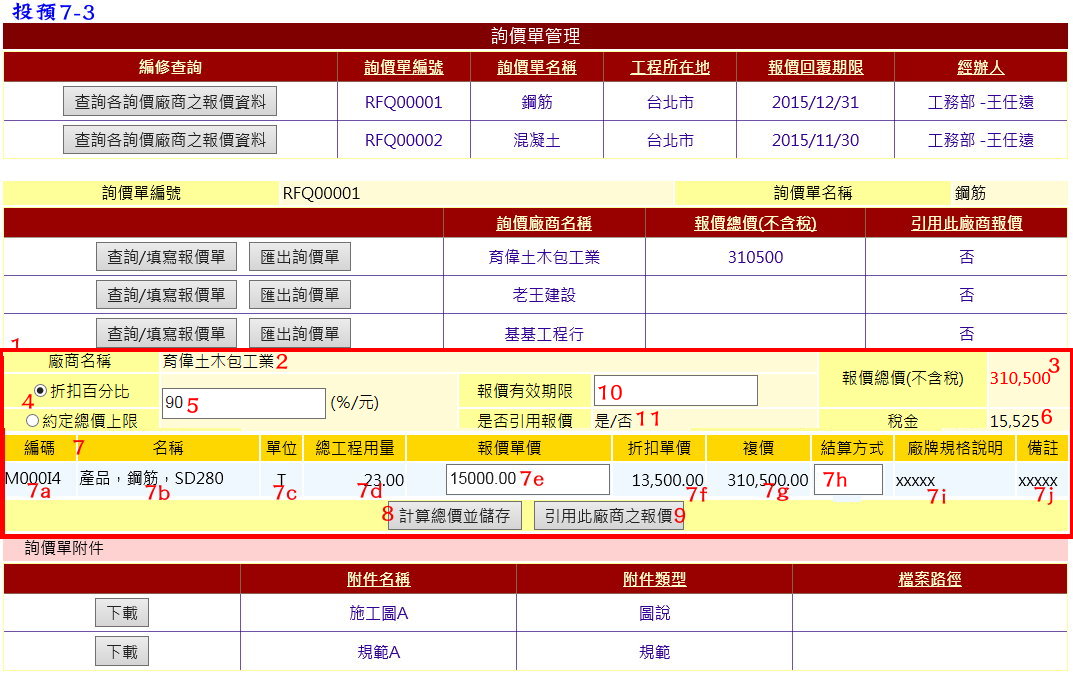 投預7-3
詢價單管理
編修查詢 詢價單編號 詢價單名稱 工程所在地 報價回覆期限 經辦人
查詢各詢價廠商之報價資料 RFQ00001 鋼筋 台北市 2015/12/31 工務部 -王任遠
查詢各詢價廠商之報價資料 RFQ00002 混凝土 台北市 2015/11/30 工務部 -王任遠
詢價單編號 RFQ00001 詢價單名稱 鋼筋
詢價廠商名稱 報價總價(不含稅) 引用此廠商報價
查詢/填寫報價單 匯出詢價單 育偉土木包工業 310500 否
查詢/填寫報價單 匯出詢價單 老王建設 否
查詢/填寫報價單 匯出詢價單 基基工程行 否
1
廠商名稱 育偉土木包工業 2 報價總價(不含稅) 310,500 3
4 折扣百分比 90 5 (%/元) 報價有效期限 10
約定總價上限 是否引用報價 是/否 11 稅金 15,525 6
編碼 7 名稱 單位 總工程用量 報價單價 折扣單價 複價 結算方式 廠牌規格說明 備註
M000I4 產品，鋼筋，SD280 T 23.00 15000.00 7e 13,500.00 310,500.00 7h xxxxx xxxxx
7a 7b 7c 7d 7f 7g 7i 7j
8 計算總價並儲存 引用此廠商之報價 9
詢價單附件
附件名稱 附件類型 檔案路徑
下載 施工圖A 圖說
下載 規範A 規範